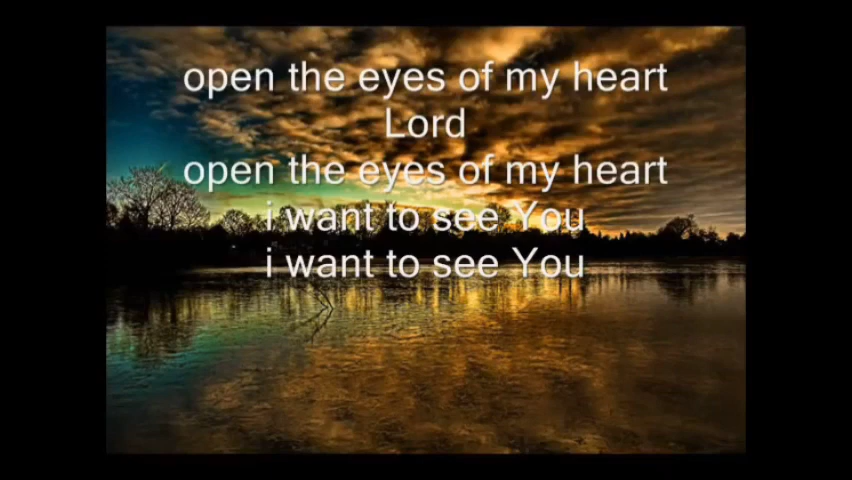 open the eyes of my heart
Lord
open the eyes of my heart
i want to see You
i want to see You